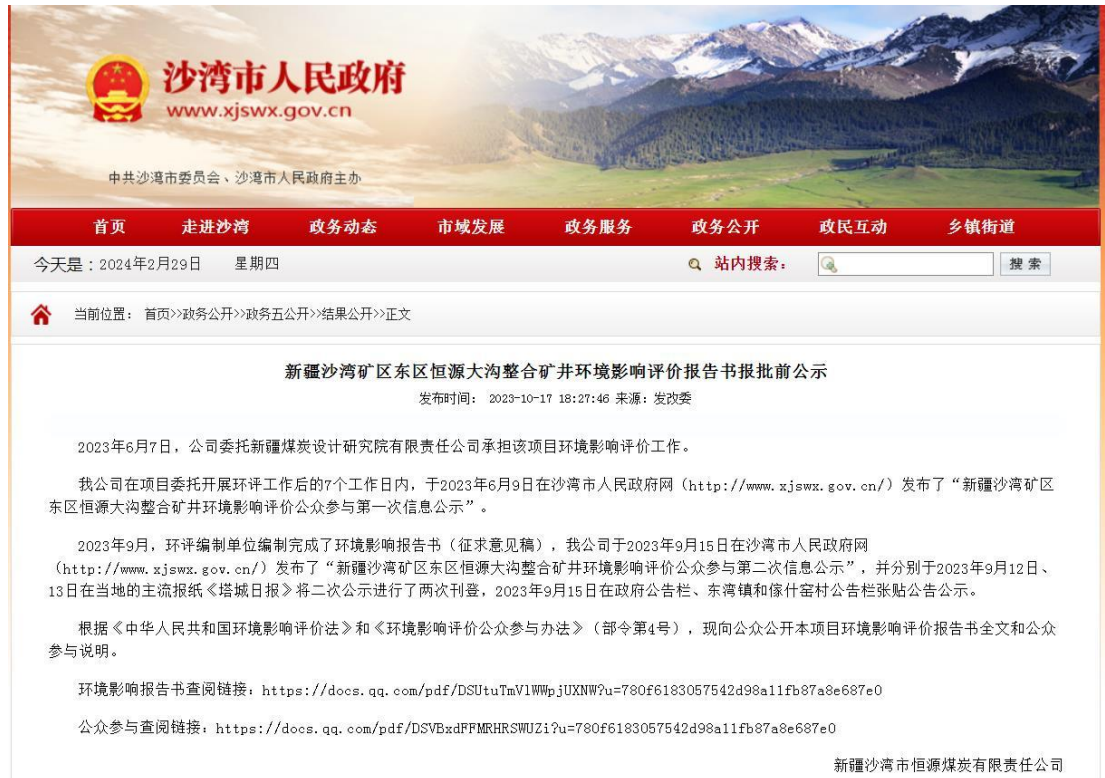 沙湾市人民政府
www.xjswx.gov.cn
中共沙湾市委员会、沙湾市人民政府主办
首页 走进沙湾 政务动态 市域发展 政务服务 政务公开 政民互动 乡镇街道
今天是：2024年2月29日 星期四 站内搜索： 搜 索
当前位置： 首页>>政务公开>>政务五公开>>结果公开>>正文
新疆沙湾矿区东区恒源大沟整合矿井环境影响评价报告书报批前公示
发布时间： 2023-10-17 18:27:46 来源：发改委
2023年6月7日，公司委托新疆煤炭设计研究院有限责任公司承担该项目环境影响评价工作。
我公司在项目委托开展环评工作后的7个工作日内，于2023年6月9日在沙湾市人民政府网（http://www.xjswx.gov.cn/）发布了“新疆沙湾矿区
东区恒源大沟整合矿井环境影响评价公众参与第一次信息公示”。
2023年9月，环评编制单位编制完成了环境影响报告书（征求意见稿），我公司于2023年9月15日在沙湾市人民政府网
（http://www.xjswx.gov.cn/）发布了“新疆沙湾矿区东区恒源大沟整合矿井环境影响评价公众参与第二次信息公示”，并分别于2023年9月12日、
13日在当地的主流报纸《塔城日报》将二次公示进行了两次刊登，2023年9月15日在政府公告栏、东湾镇和傢什窑村公告栏张贴公告公示。
根据《中华人民共和国环境影响评价法》和《环境影响评价公众参与办法》（部令第4号），现向公众公开本项目环境影响评价报告书全文和公众
参与说明。
环境影响报告书查阅链接：https://docs.qq.com/pdf/DSUtuTmVlWWpjUXNW?u=780f6183057542d98a11fb87a8e687e0
公众参与查阅链接：https://docs.qq.com/pdf/DSVBxdFFMRHRSWUZi?u=780f6183057542d98a11fb87a8e687e0
新疆沙湾市恒源煤炭有限责任公司